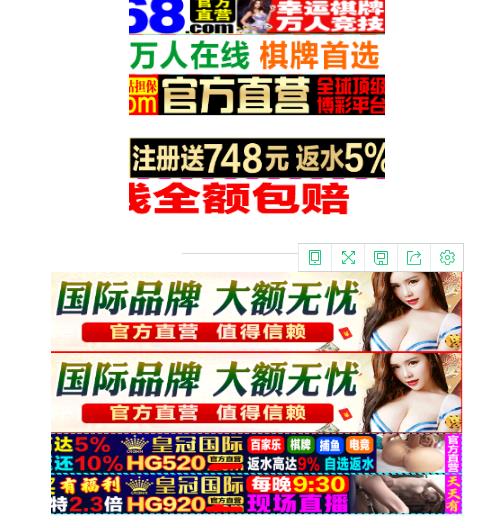 68.com
官方
直营
幸运棋牌
万人竞技
万人在线 棋牌首选
站担保
om
官方直营
全球顶级
博彩平台
注册送748元 返水5%
线全额包赔
国际品牌 大额无忧
官方直营 值得信赖
国际品牌 大额无忧
官方直营 值得信赖
达5% 皇冠国际 百家乐 棋牌 捕鱼 电竞
还10% HG520 官方直营 返水高达9% 自选返水
官方直营
有福利 皇冠国际 每晚9:30
特2.3倍 HG920 官方直营 现场直播
天天有